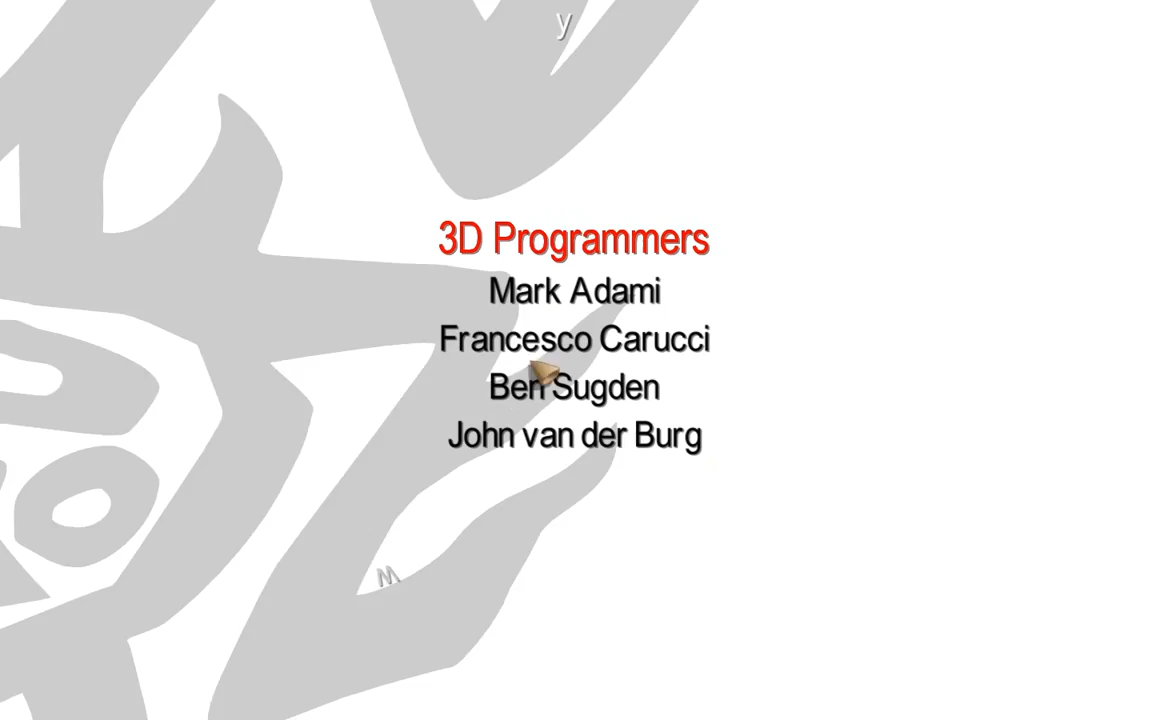 y
3D Programmers
Mark Adami
Francesco Carucci
Ben Sugden
John van der Burg
M